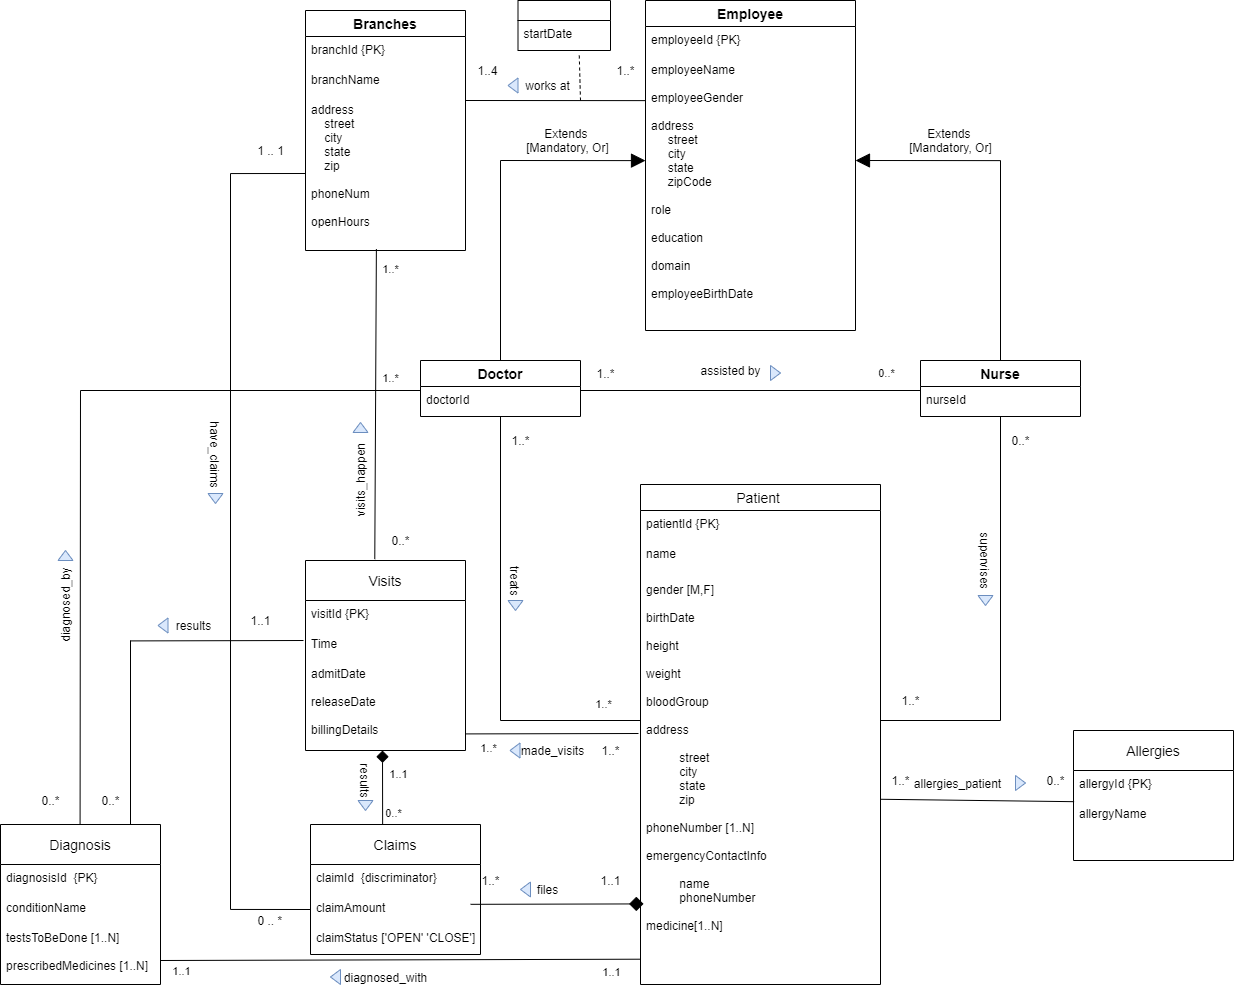 Branches
branchId {PK}
branchName
address
street
city
state
zip
phoneNum
openHours
startDate
1..4
works at
1..*
Employee
employeeId {PK}
employeeName
employeeGender
address
street
city
state
zipCode
role
education
domain
employeeBirthDate
Extends
[Mandatory, Or]
Extends
[Mandatory, Or]
1 .. 1
1..*
1..*
Doctor
doctorId
1..*
assisted by
0..*
Nurse
nurseId
have_claims
visits_happen
1..*
0..*
0..*
diagnosed_by
treats
supervises
Patient
patientId {PK}
name
gender [M,F]
birthDate
height
weight
bloodGroup
address
street
city
state
zip
phoneNumber [1..N]
emergencyContactInfo
name
phoneNumber
medicine[1..N]
Visits
visitId {PK}
Time
admitDate
releaseDate
billingDetails
results
1..1
1..*
1..*
1..*
made_visits
1..*
results
1..1
0..*
1..*
allergies_patient
0..*
Allergies
allergyId {PK}
allergyName
0..*
0..*
Diagnosis
diagnosisId  {PK}
conditionName
testsToBeDone [1..N]
prescribedMedicines [1..N]
Claims
claimId  {discriminator}
claimAmount
claimStatus ['OPEN' 'CLOSE']
0 .. *
1..*
files
1..1
1..1
diagnosed_with
1..1